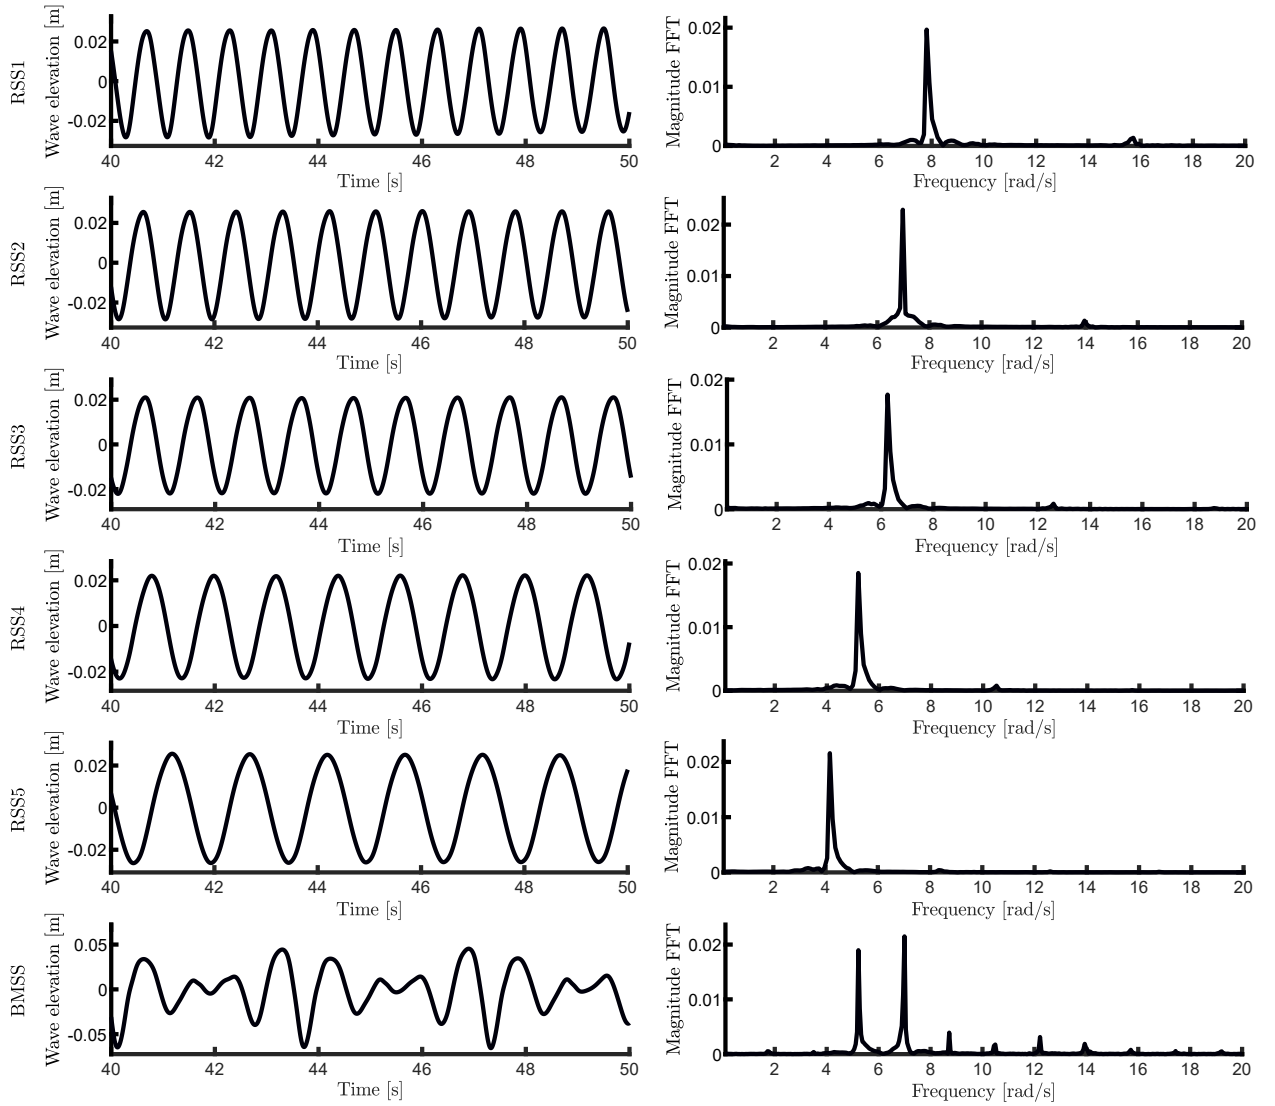 RSS1
Wave elevation [m]
0.02
0
-0.02
40 42 44 46 48 50
Time [s]
Magnitude FFT
0.02
0.01
0
2 4 6 8 10 12 14 16 18 20
Frequency [rad/s]
RSS2
Wave elevation [m]
0.02
0
-0.02
40 42 44 46 48 50
Time [s]
Magnitude FFT
0.02
0.01
0
2 4 6 8 10 12 14 16 18 20
Frequency [rad/s]
RSS3
Wave elevation [m]
0.02
0
-0.02
40 42 44 46 48 50
Time [s]
Magnitude FFT
0.02
0.01
0
2 4 6 8 10 12 14 16 18 20
Frequency [rad/s]
RSS4
Wave elevation [m]
0.02
0
-0.02
40 42 44 46 48 50
Time [s]
Magnitude FFT
0.02
0.01
0
2 4 6 8 10 12 14 16 18 20
Frequency [rad/s]
RSS5
Wave elevation [m]
0.02
0
-0.02
40 42 44 46 48 50
Time [s]
Magnitude FFT
0.02
0.01
0
2 4 6 8 10 12 14 16 18 20
Frequency [rad/s]
BMSS
Wave elevation [m]
0.05
0
-0.05
40 42 44 46 48 50
Time [s]
Magnitude FFT
0.02
0.01
0
2 4 6 8 10 12 14 16 18 20
Frequency [rad/s]